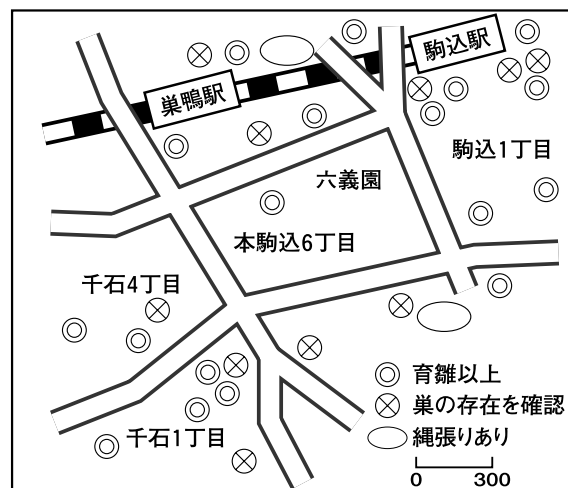 駒込駅
巣鴨駅
駒込1丁目
六義園
本駒込6丁目
千石4丁目
育雛以上
巣の存在を確認
縄張りあり
千石1丁目
0 300